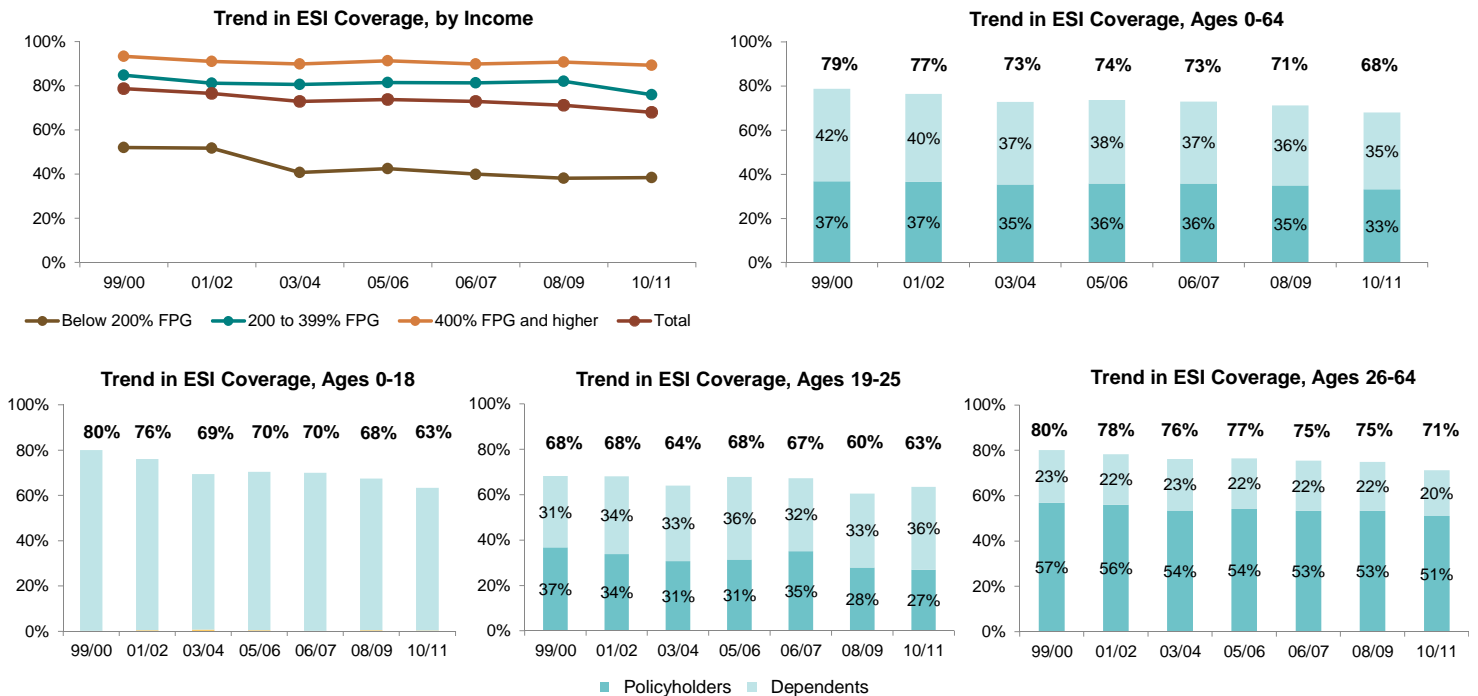 Trend in ESI Coverage, by Income
100%
80%
60%
40%
20%
0%
99/00 01/02 03/04 05/06 06/07 08/09 10/11
Below 200% FPG 200 to 399% FPG 400% FPG and higher Total
Trend in ESI Coverage, Ages 0-64
100%
80%
60%
40%
20%
0%
79% 77% 73% 74% 73% 71% 68%
42% 40% 37% 38% 37% 36% 35%
37% 37% 35% 36% 36% 35% 33%
99/00 01/02 03/04 05/06 06/07 08/09 10/11
Trend in ESI Coverage, Ages 0-18
100%
80%
60%
40%
20%
0%
80% 76% 69% 70% 70% 68% 63%
99/00 01/02 03/04 05/06 06/07 08/09 10/11
Trend in ESI Coverage, Ages 19-25
100%
80%
60%
40%
20%
0%
68% 68% 64% 68% 67% 60% 63%
31% 34% 33% 36% 32% 33% 36%
37% 34% 31% 31% 35% 28% 27%
99/00 01/02 03/04 05/06 06/07 08/09 10/11
Trend in ESI Coverage, Ages 26-64
100%
80%
60%
40%
20%
0%
80% 78% 76% 77% 75% 75% 71%
23% 22% 23% 22% 22% 22% 20%
57% 56% 54% 54% 53% 53% 51%
99/00 01/02 03/04 05/06 06/07 08/09 10/11
Policyholders Dependents